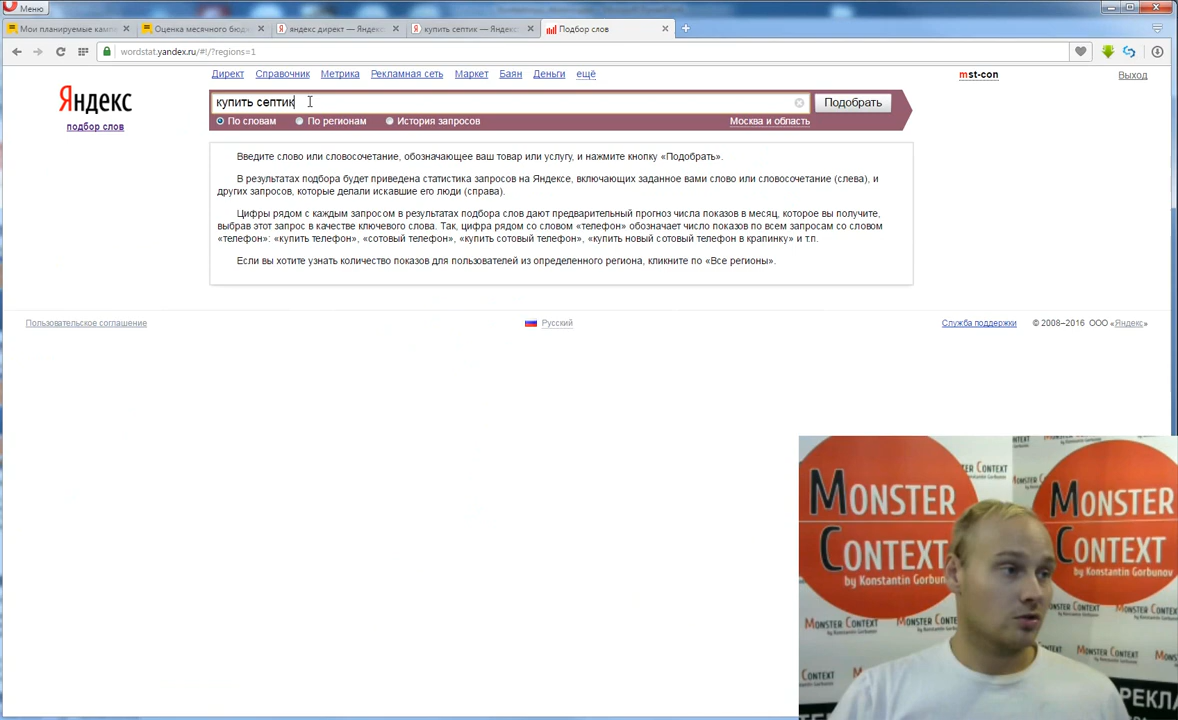 Меню
Мои планируемые камп
Оценка месячного бюдж
яндекс директ — Яндекс
купить септик — Яндекс:
Подбор слов
wordstat.yandex.ru/#!/?regions=1
Директ Справочник Метрика Рекламная сеть Маркет Баян Деньги ещё
mst-con
Выход
Яндекс
подбор слов
купить септик
Подобрать
По словам По регионам История запросов
Москва и область
Введите слово или словосочетание, обозначающее ваш товар или услугу, и нажмите кнопку «Подобрать».
В результатах подбора будет приведена статистика запросов на Яндексе, включающих заданное вами слово или словосочетание (слева), и
других запросов, которые делали искавшие его люди (справа).
Цифры рядом с каждым запросом в результатах подбора слов дают предварительный прогноз числа показов в месяц, которое вы получите,
выбрав этот запрос в качестве ключевого слова. Так, цифра рядом со словом «телефон» обозначает число показов по всем запросам со словом
«телефон»: «купить телефон», «сотовый телефон», «купить сотовый телефон», «купить новый сотовый телефон в крапинку» и т.п.
Если вы хотите узнать количество показов для пользователей из определенного региона, кликните по «Все регионы».
Пользовательское соглашение
Русский
Служба поддержки
© 2008–2016 ООО «Яндекс»
MONSTER
CONTEXT
by Konstantin Gorbun
MONSTER
CONTEXT
by Konstantin Gorbunov
MONSTER CONTEXT
РЕКЛА